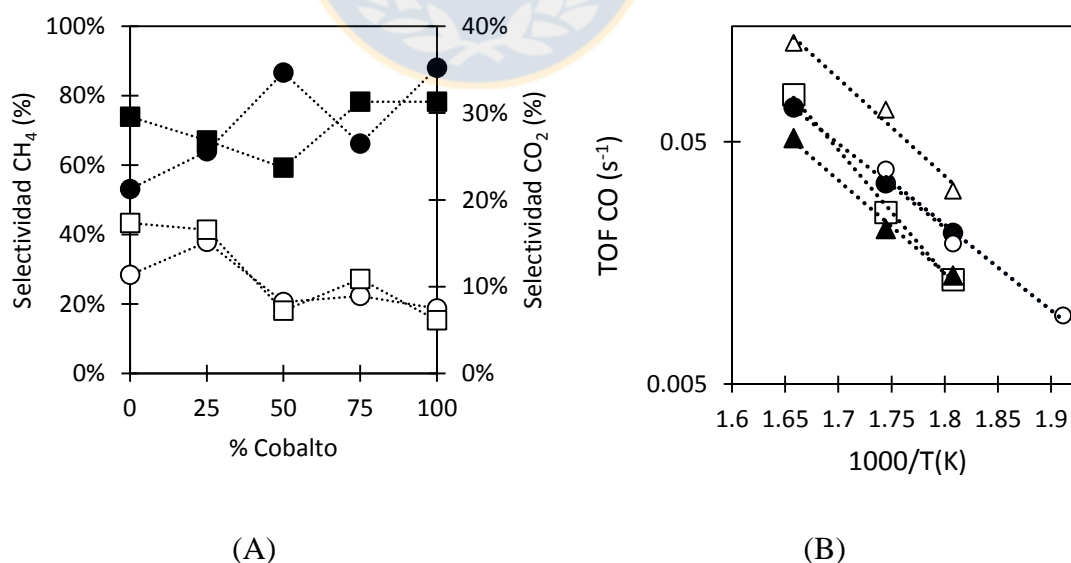 100%
80%
60%
40%
20%
0%
Selectividad CH4 (%)
40%
30%
20%
10%
0%
Selectividad CO2 (%)
0 25 50 75 100
% Cobalto
(A)
0.05
0.005
TOF CO (s-1)
1.6 1.65 1.7 1.75 1.8 1.85 1.9
1000/T(K)
(B)